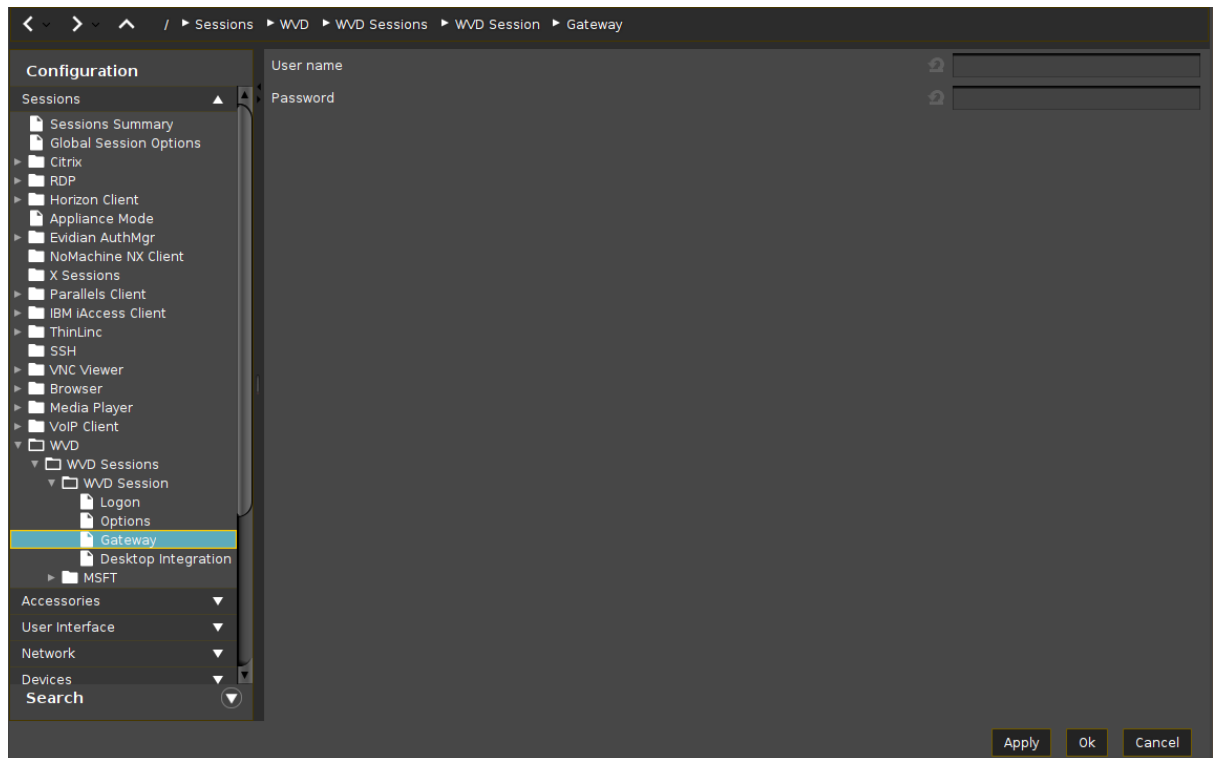 / Sessions WVD WVD Sessions WVD Session Gateway
Configuration
Sessions
Sessions Summary
Global Session Options
Citrix
RDP
Horizon Client
Appliance Mode
Evidian AuthMgr
NoMachine NX Client
X Sessions
Parallels Client
IBM iAccess Client
ThinLinc
SSH
VNC Viewer
Browser
Media Player
VoIP Client
WVD
WVD Sessions
WVD Session
Logon
Options
Gateway
Desktop Integration
MSFT
Accessories
User Interface
Network
Devices
Search
User name
Password
Apply Ok Cancel